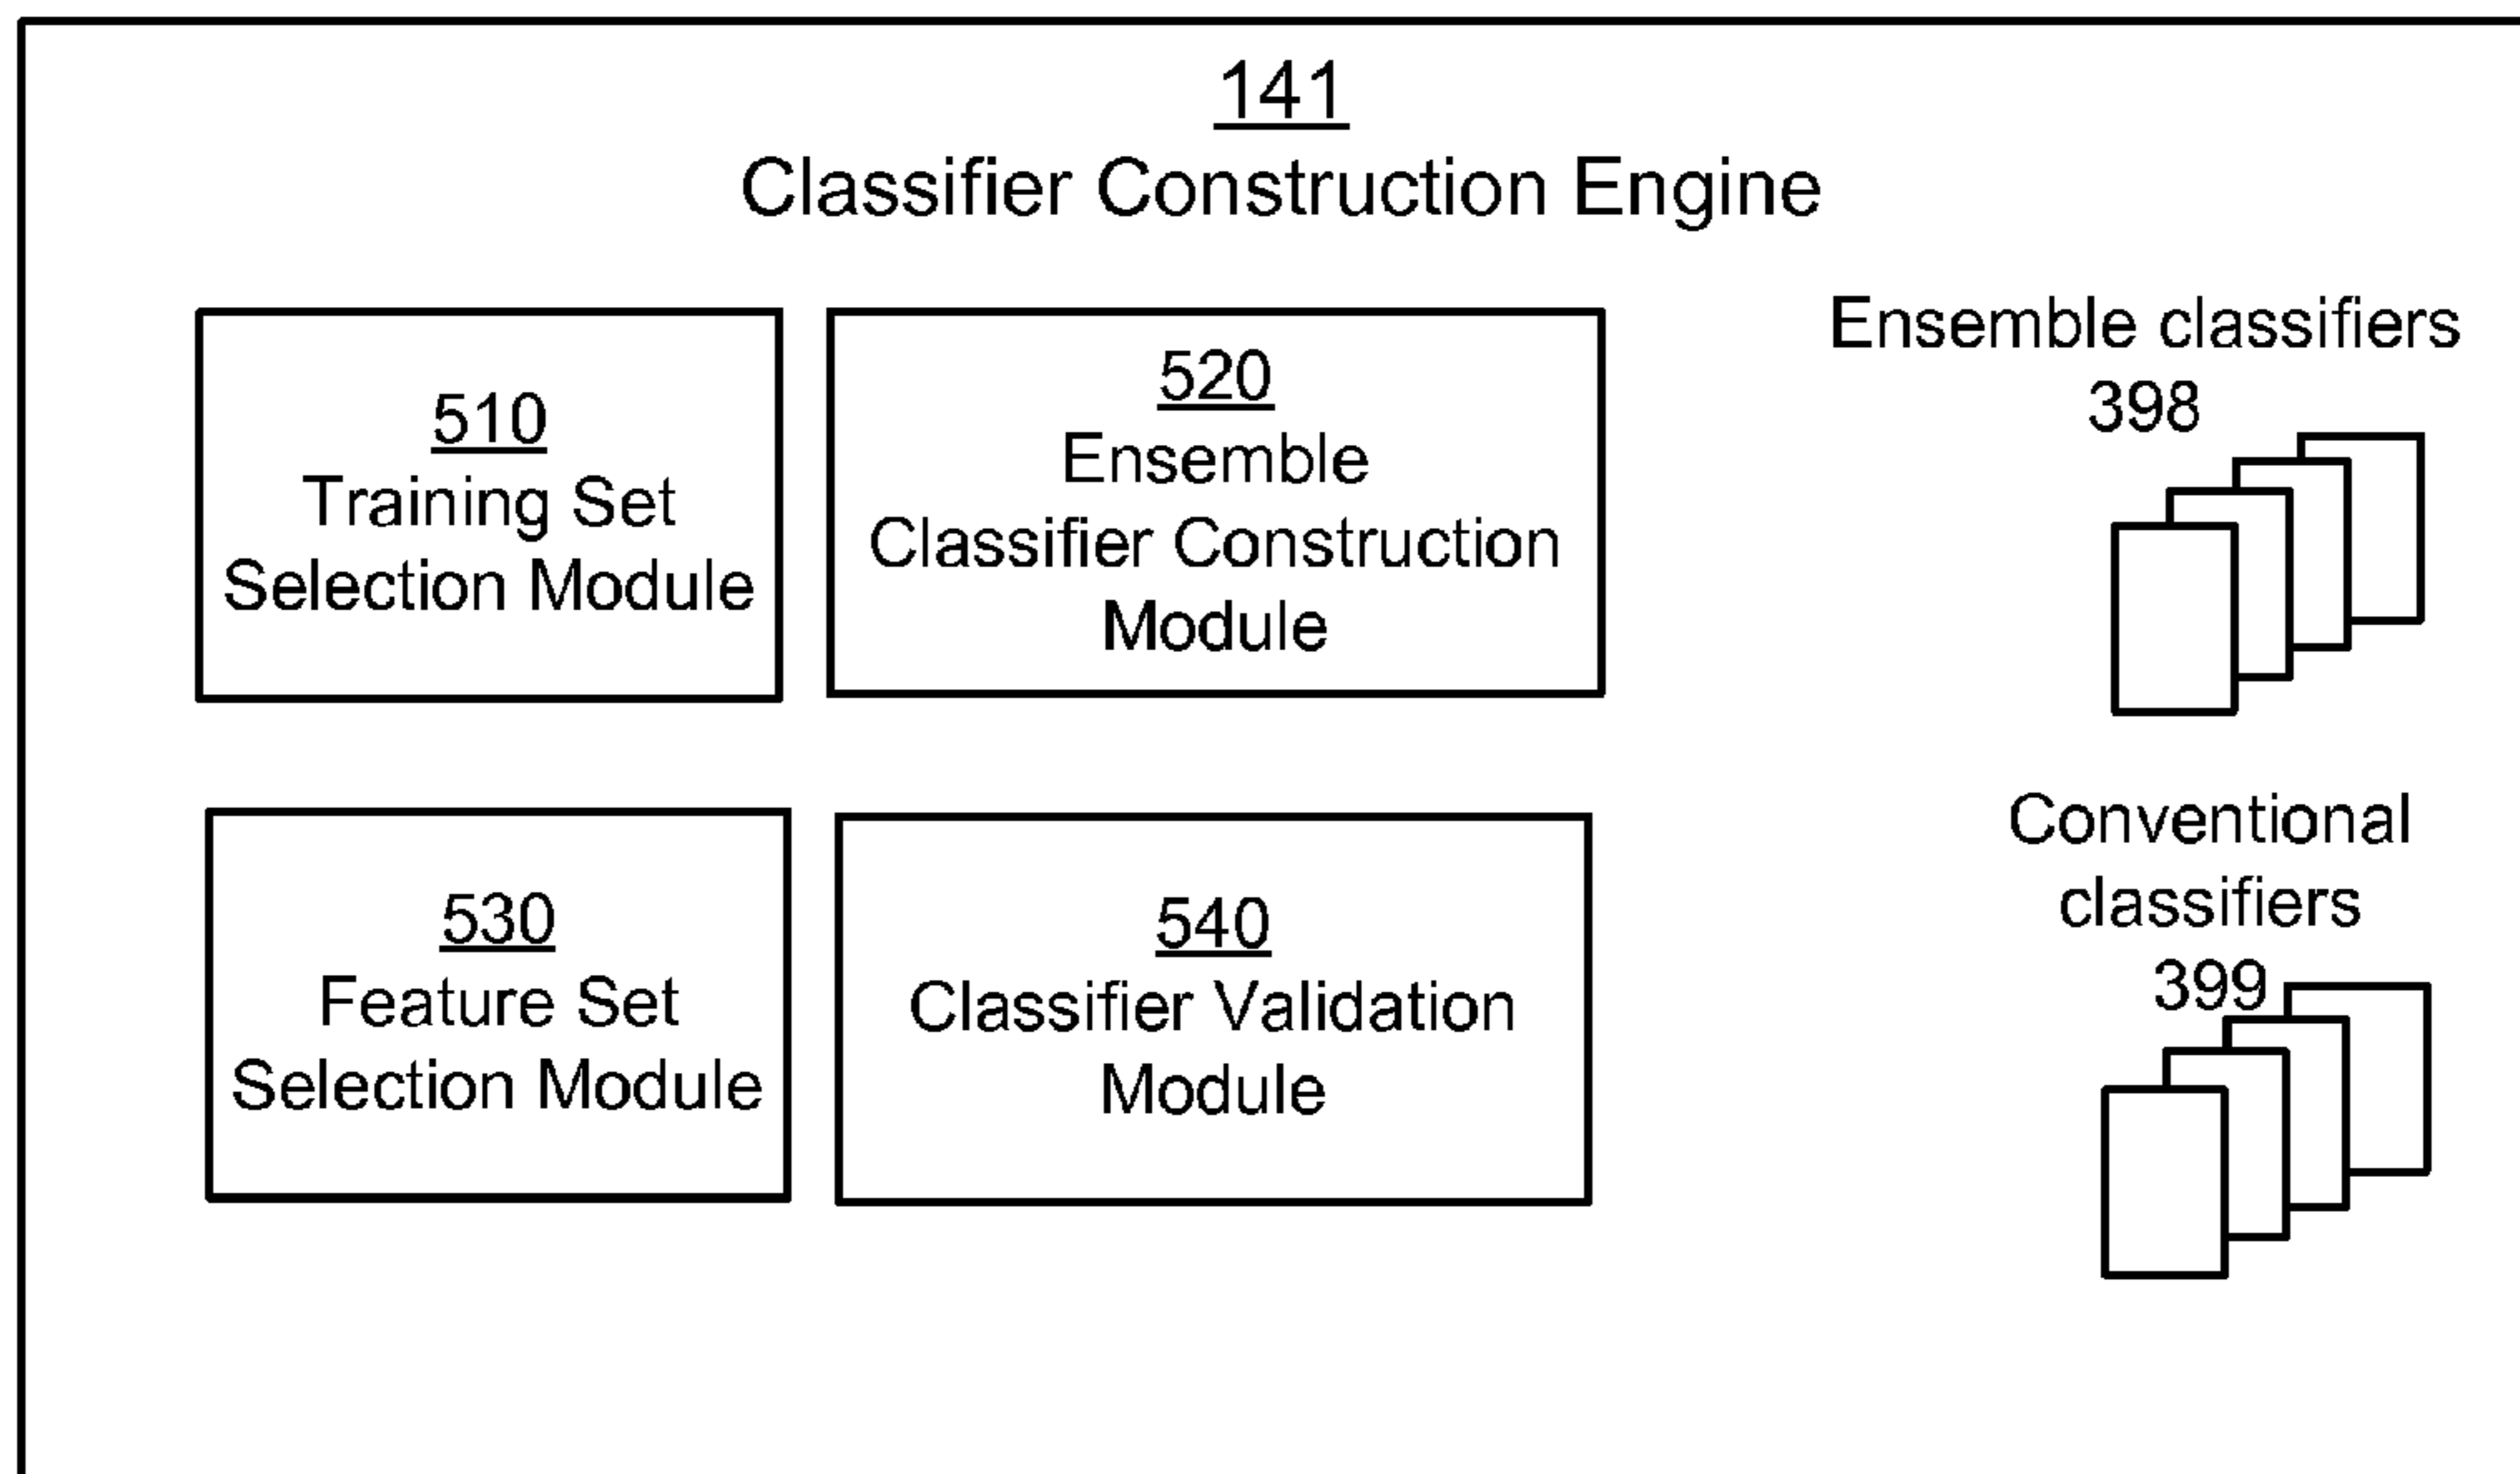 141
Classifier Construction Engine
510
Training Set
Selection Module
520
Ensemble
Classifier Construction
Module
Ensemble classifiers
398
530
Feature Set
Selection Module
540
Classifier Validation
Module
Conventional
classifiers
399